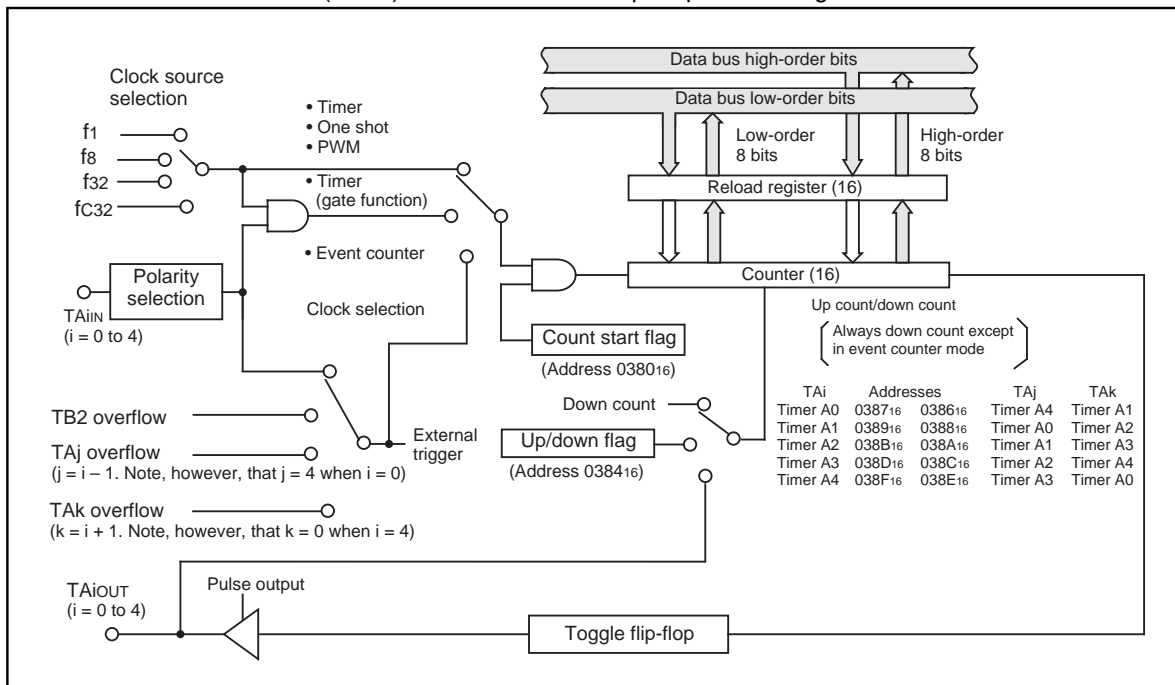 Data bus high-order bits
Data bus low-order bits
Clock source
selection
f1
f8
f32
fC32
• Timer
• One shot
• PWM
• Timer
(gate function)
• Event counter
Low-order
8 bits
High-order
8 bits
Reload register (16)
Counter (16)
Polarity
selection
TAiIN
(i = 0 to 4)
Clock selection
Up count/down count
Always down count except
in event counter mode
Count start flag
(Address 038016)
TB2 overflow
TAj overflow
(j = i – 1. Note, however, that j = 4 when i = 0)
TAk overflow
(k = i + 1. Note, however, that k = 0 when i = 4)
External
trigger
Down count
Up/down flag
(Address 038416)
TAi Addresses TAj TAk
Timer A0 038716 038616 Timer A4 Timer A1
Timer A1 038916 038816 Timer A0 Timer A2
Timer A2 038B16 038A16 Timer A1 Timer A3
Timer A3 038D16 038C16 Timer A2 Timer A4
Timer A4 038F16 038E16 Timer A3 Timer A0
TAiOUT
(i = 0 to 4)
Pulse output
Toggle flip-flop